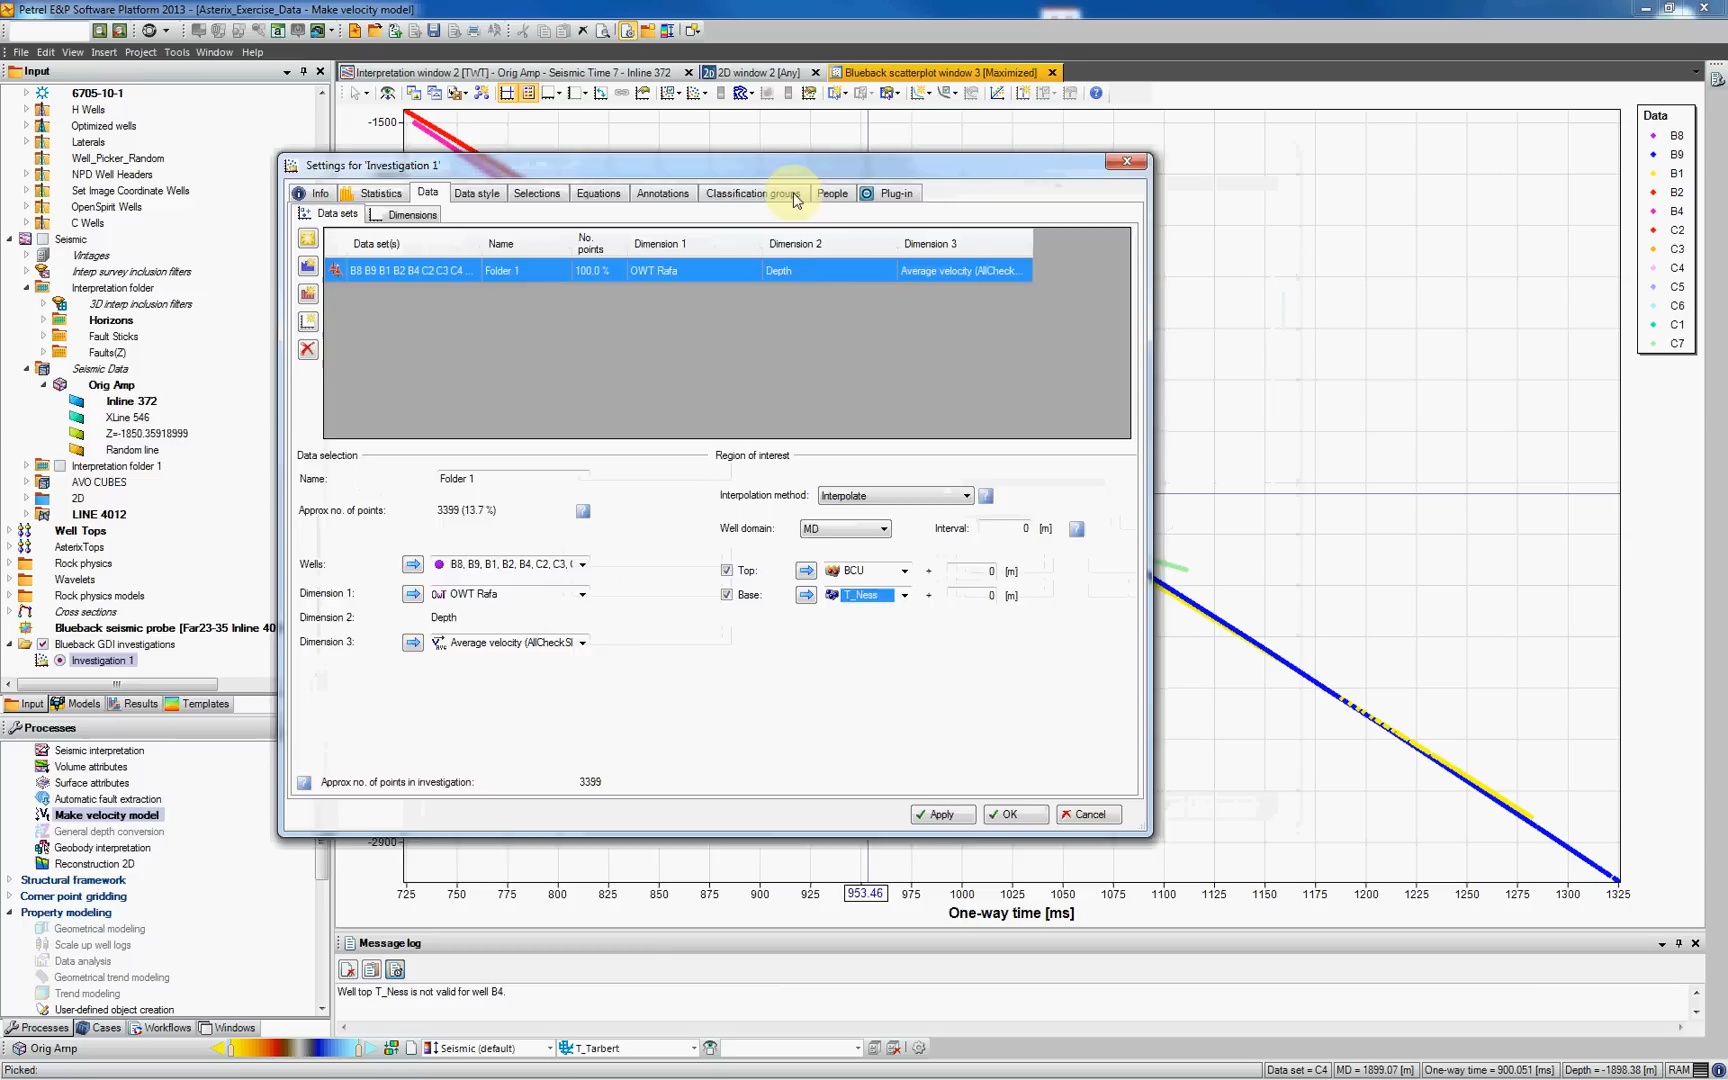 Petrel E&P Software Platform 2013 - [Asterix_Exercise_Data - Make velocity model]
File Edit View Insert Project Tools Window Help
Input
6705-10-1
H Wells
Optimized wells
Laterals
Well_Picker_Random
NPD Well Headers
Set Image Coordinate Wells
OpenSpirit Wells
C Wells
Seismic
Vintages
Interp survey inclusion filters
Interpretation folder
3D interp inclusion filters
Horizons
Fault Sticks
Faults(Z)
Seismic Data
Orig Amp
Inline 372
XLine 546
Z=-1850.35918999
Random line
Interpretation folder 1
AVO CUBES
2D
LINE 4012
Well Tops
AsterixTops
Rock physics
Wavelets
Rock physics models
Cross sections
Blueback seismic probe [Far23-35 Inline 40
Blueback GDI investigations
Investigation 1
Input Models Results Templates
Processes
Seismic interpretation
Volume attributes
Surface attributes
Automatic fault extraction
Make velocity model
General depth conversion
Geobody interpretation
Reconstruction 2D
Structural framework
Corner point gridding
Property modeling
Geometrical modeling
Scale up well logs
Data analysis
Geometrical trend modeling
Trend modeling
User-defined object creation
Processes Cases Workflows Windows
Interpretation window 2 [TWT] - Orig Amp - Seismic Time 7 - Inline 372
2D window 2 [Any]
Blueback scatterplot window 3 [Maximized]
-1500
Settings for 'Investigation 1'
Info Statistics Data Data style Selections Equations Annotations Classification groups People Plug-in
Data sets Dimensions
Data set(s) Name No. points Dimension 1 Dimension 2 Dimension 3
B8 B9 B1 B2 B4 C2 C3 C4 ... Folder 1 100.0 % OWT Rafa Depth Average velocity (AllCheck...
Data selection
Region of interest
Name: Folder 1
Approx no. of points: 3399 (13.7 %)
Wells: B8, B9, B1, B2, B4, C2, C3, (
Dimension 1: OWT OWT Rafa
Dimension 2: Depth
Dimension 3: Average velocity (AllCheckSl
Interpolation method: Interpolate
Well domain: MD Interval: 0 [m]
Top: BCU + 0 [m]
Base: T_Ness + 0 [m]
Approx no. of points in investigation: 3399
Apply OK Cancel
Data
B8
B9
B1
B2
B4
C2
C3
C4
C5
C6
C1
C7
-2900
725 750 775 800 825 850 875 900 925 953.46 975 1000 1025 1050 1075 1100 1125 1150 1175 1200 1225 1250 1275 1300 1325
One-way time [ms]
Message log
Well top T_Ness is not valid for well B4.
Orig Amp Seismic (default) T_Tarbert
Picked: Data set = C4 MD = 1899.07 [m] One-way time = 900.051 [ms] Depth = -1898.38 [m] RAM